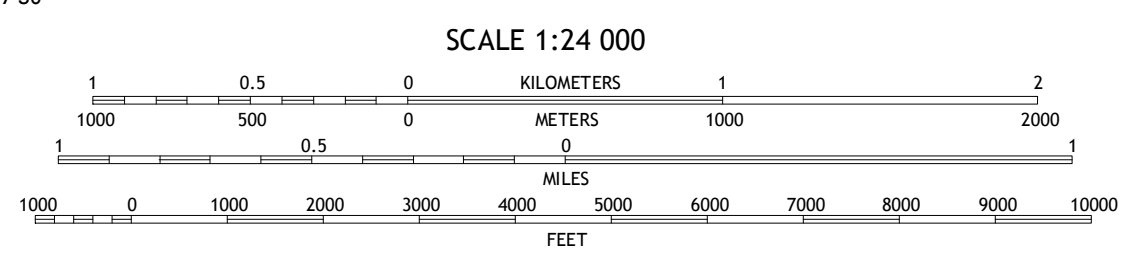 SCALE 1:24 000
1 0.5 0 KILOMETERS 1 2
1000 500 0 METERS 1000 2000
1 0.5 0 1
MILES
1000 0 1000 2000 3000 4000 5000 6000 7000 8000 9000 10000
FEET